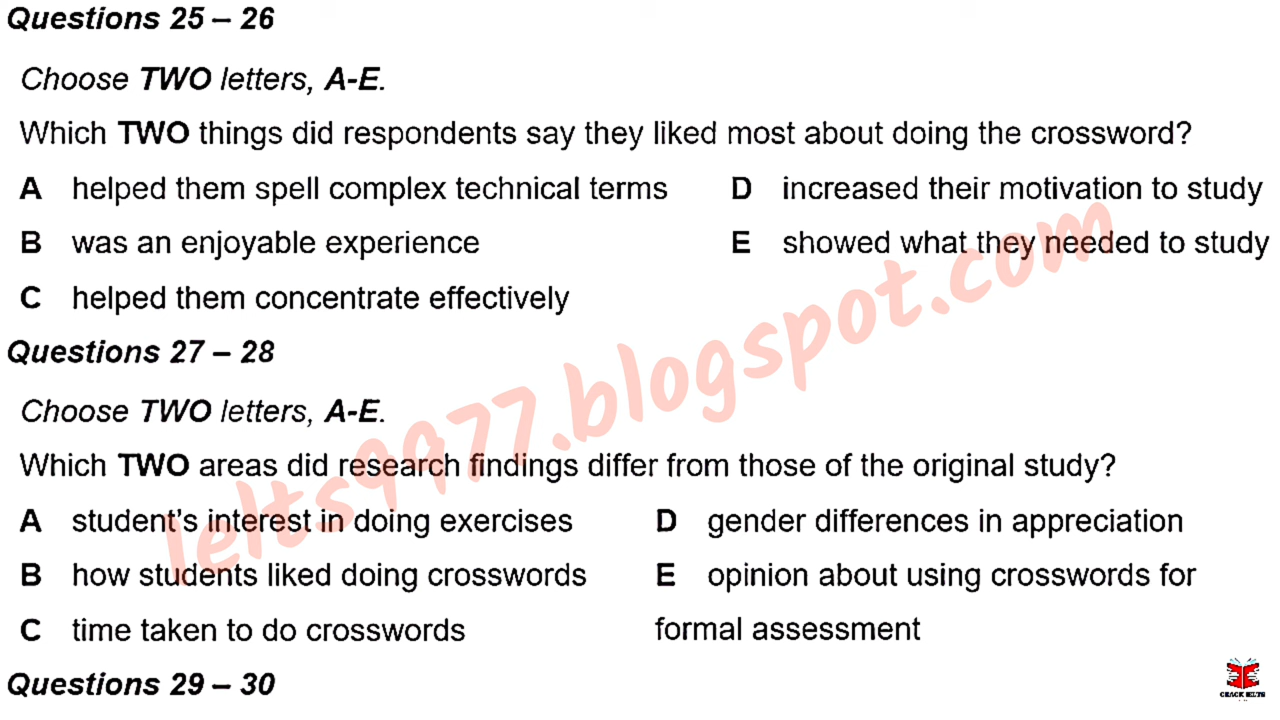 Questions 25 – 26
Choose TWO letters, A-E.
Which TWO things did respondents say they liked most about doing the crossword?
A helped them spell complex technical terms
B was an enjoyable experience
C helped them concentrate effectively
D increased their motivation to study
E showed what they needed to study
Questions 27 – 28
Choose TWO letters, A-E.
Which TWO areas did research findings differ from those of the original study?
A student's interest in doing exercises
B how students liked doing crosswords
C time taken to do crosswords
D gender differences in appreciation
E opinion about using crosswords for
formal assessment
Questions 29 – 30
Ielts9977.blogspot.com
CRACK IELTS